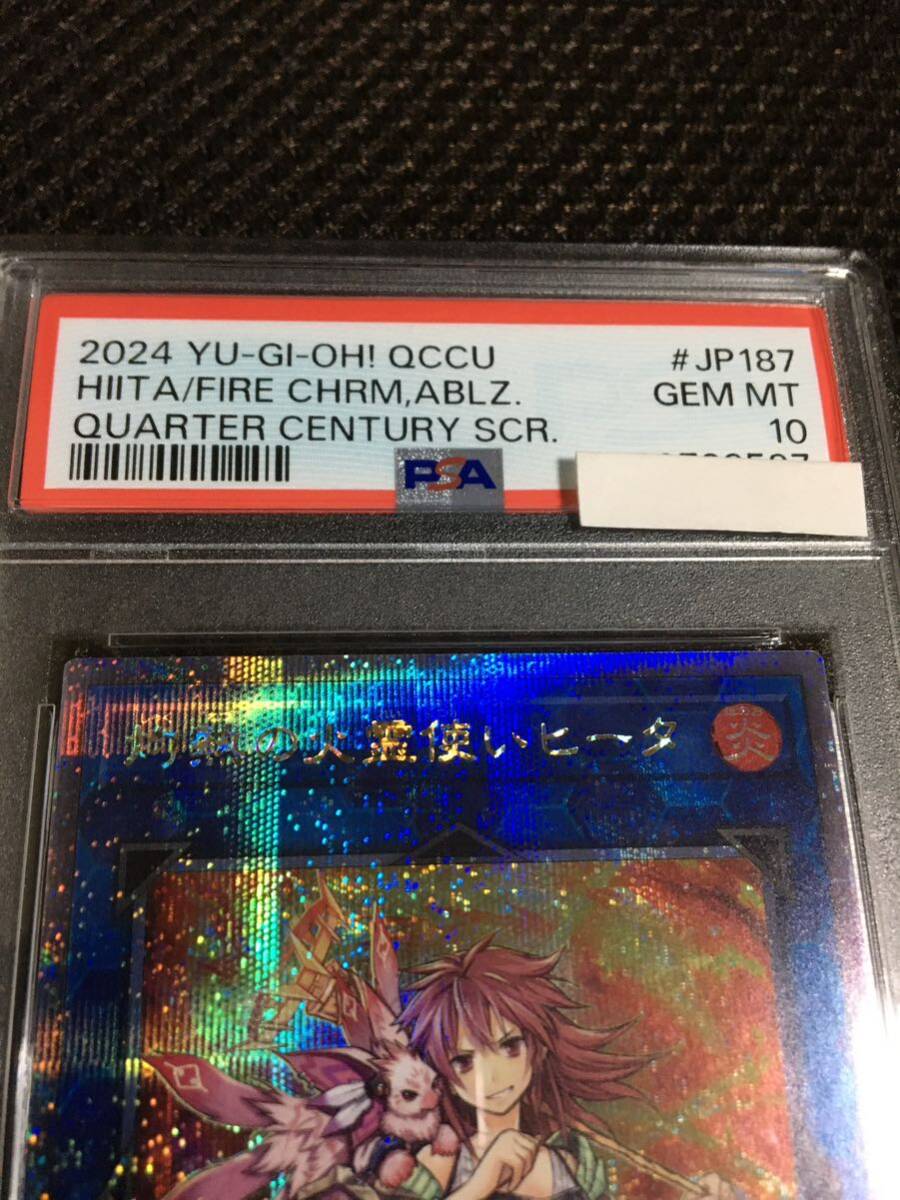 2024 YU-GI-OH! QCCU #JP187
HIITA/FIRE CHRM,ABLZ. GEM MT
QUARTER CENTURY SCR. 10
PSA
灼熱の火霊使いヒータ 炎